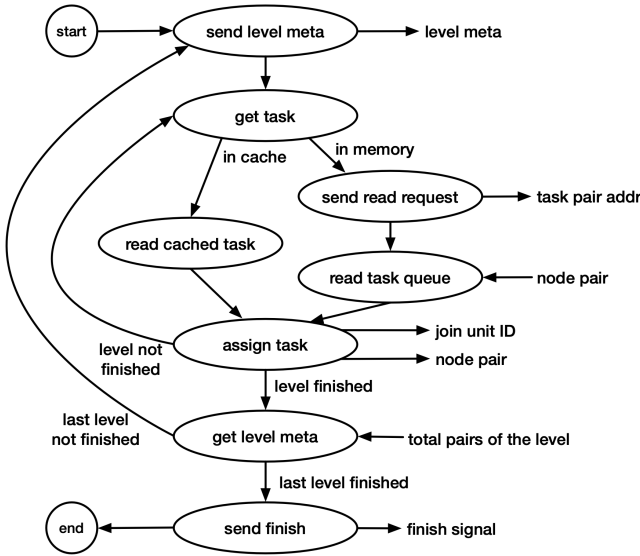 start
send level meta
level meta
get task
in cache
in memory
send read request
task pair addr
read cached task
read task queue
node pair
assign task
join unit ID
node pair
level not
finished
level finished
last level
not finished
get level meta
total pairs of the level
last level finished
end
send finish
finish signal